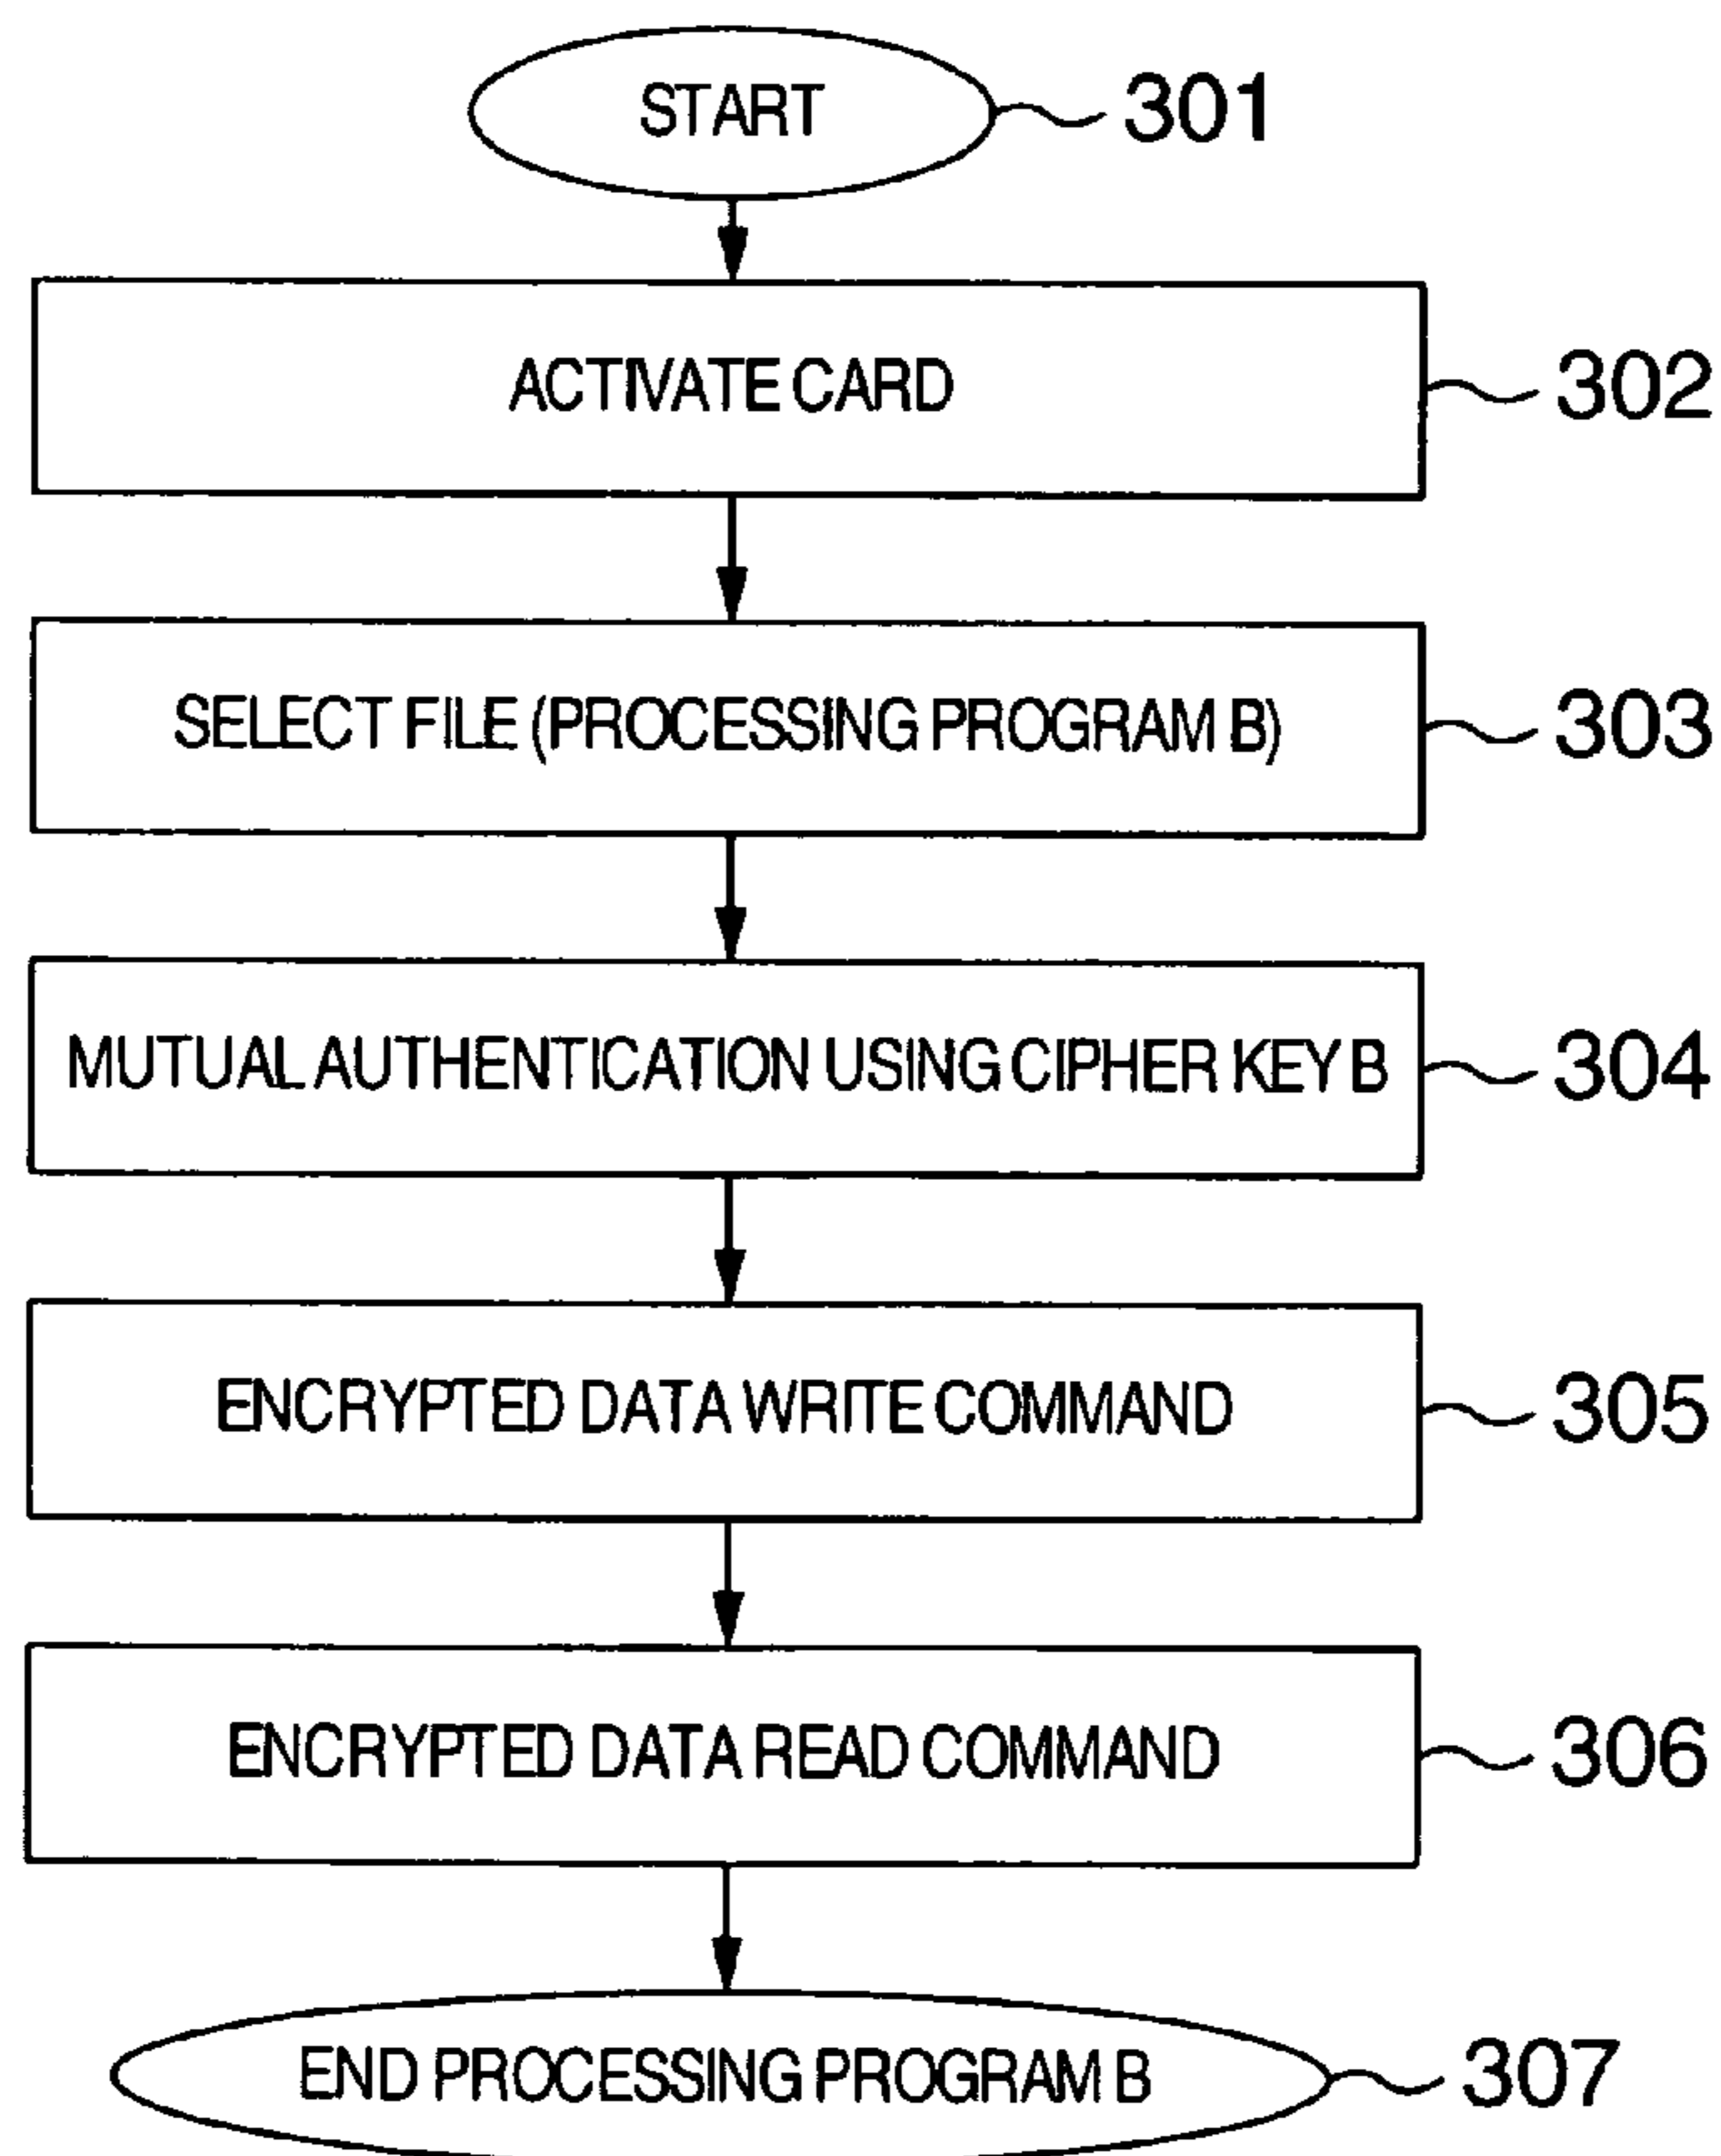 START 301
ACTIVATE CARD 302
SELECT FILE (PROCESSING PROGRAM B) 303
MUTUAL AUTHENTICATION USING CIPHER KEY B 304
ENCRYPTED DATA WRITE COMMAND 305
ENCRYPTED DATA READ COMMAND 306
END PROCESSING PROGRAM B 307